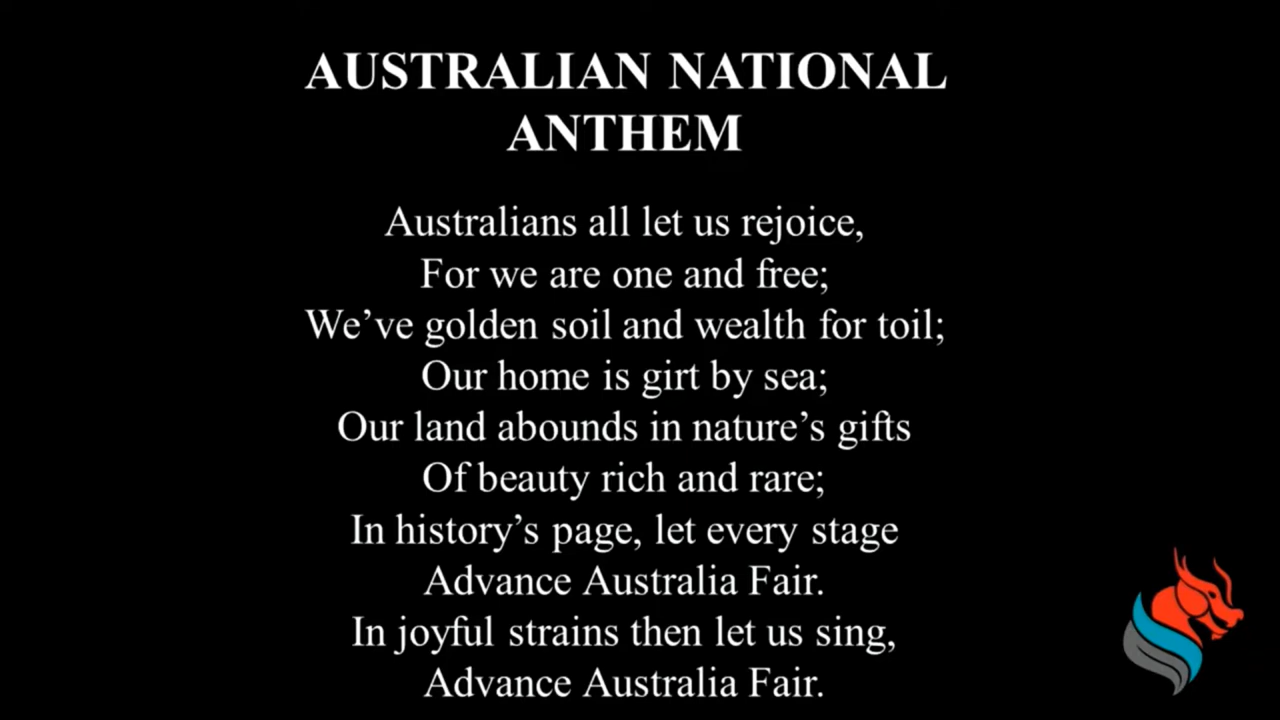 AUSTRALIAN NATIONAL
ANTHEM
Australians all let us rejoice,
For we are one and free;
We’ve golden soil and wealth for toil;
Our home is girt by sea;
Our land abounds in nature’s gifts
Of beauty rich and rare;
In history’s page, let every stage
Advance Australia Fair.
In joyful strains then let us sing,
Advance Australia Fair.